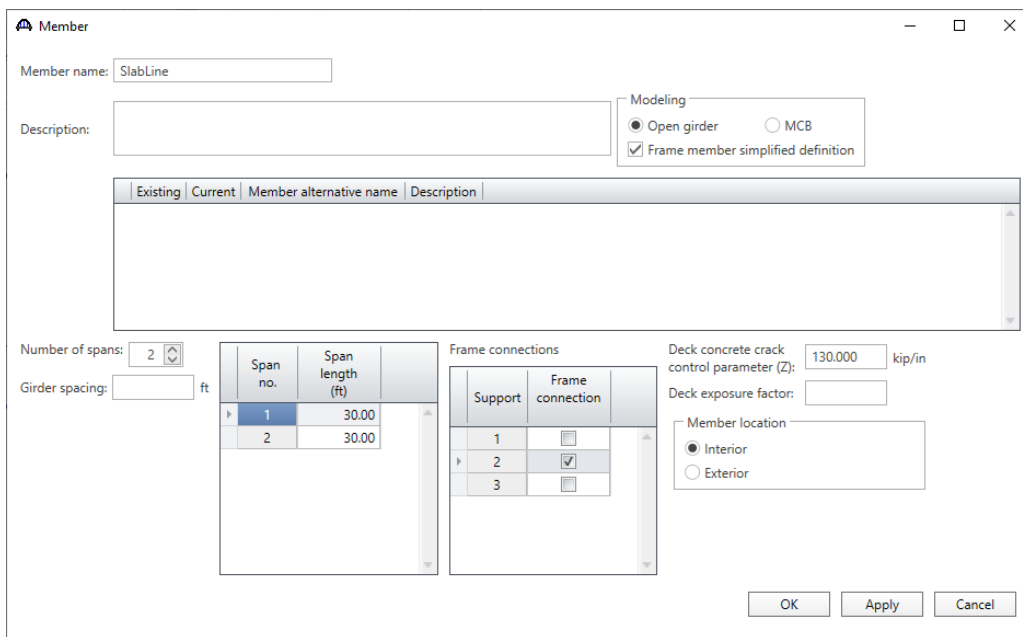 Member
Member name: SlabLine
Description:
Modeling
Open girder MCB
Frame member simplified definition
Existing Current Member alternative name Description
Number of spans: 2
Girder spacing: ft
Span no. Span length (ft)
1 30.00
2 30.00
Frame connections
Support Frame connection
1
2
3
Deck concrete crack
control parameter (Z): 130.000 kip/in
Deck exposure factor:
Member location
Interior
Exterior
OK Apply Cancel